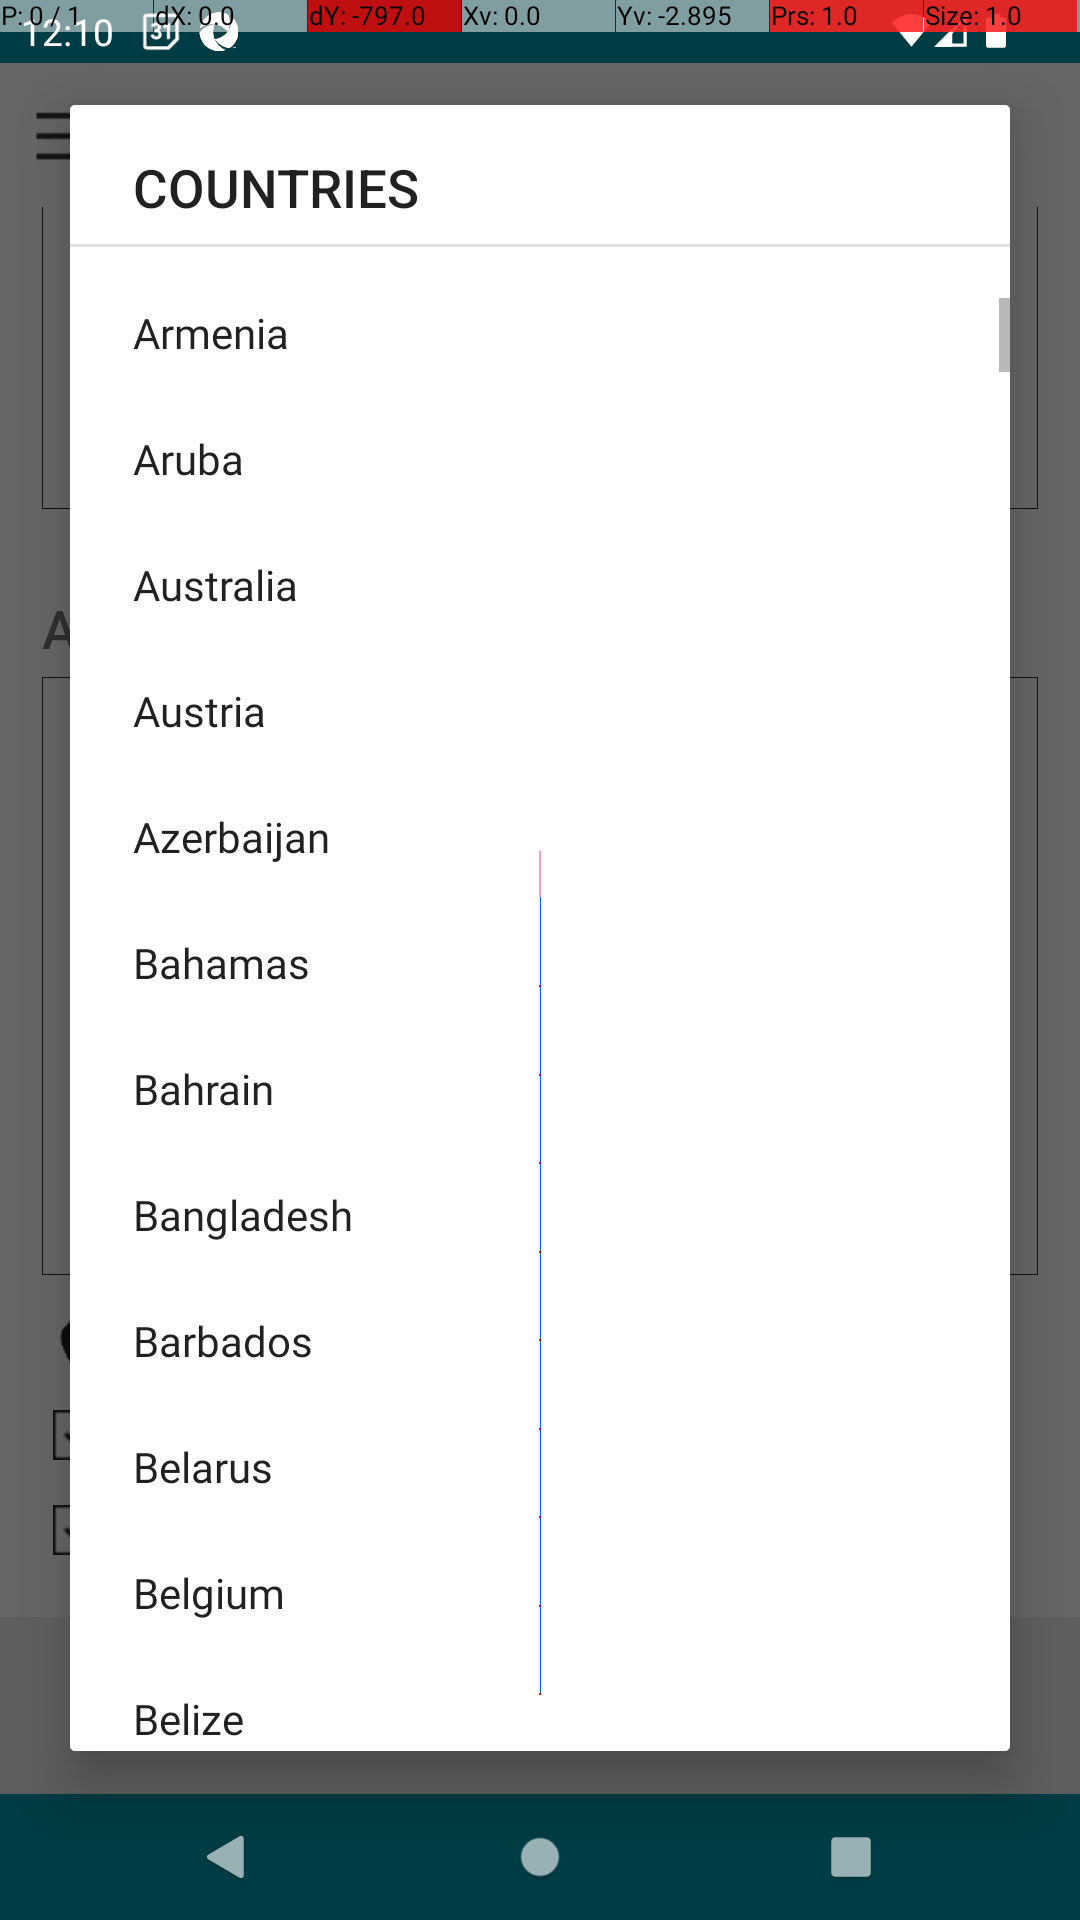 P: 0 / 1 dX: 0.0 dY: -797.0 Xv: 0.0 Yv: -2.895 Prs: 1.0 Size: 1.0
12:10 31
COUNTRIES
Armenia
Aruba
Australia
Austria
Azerbaijan
Bahamas
Bahrain
Bangladesh
Barbados
Belarus
Belgium
Belize
A